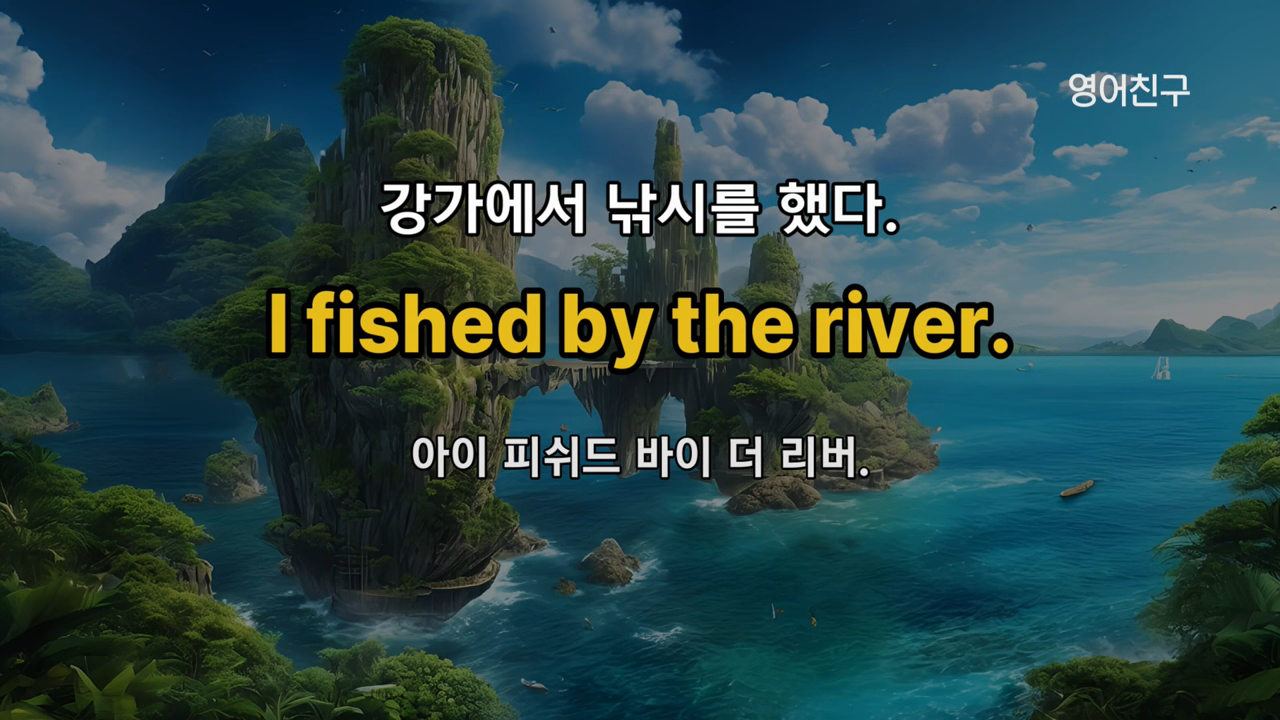 영어친구
강가에서 낚시를 했다.
I fished by the river.
아이 피쉬드 바이 더 리버.